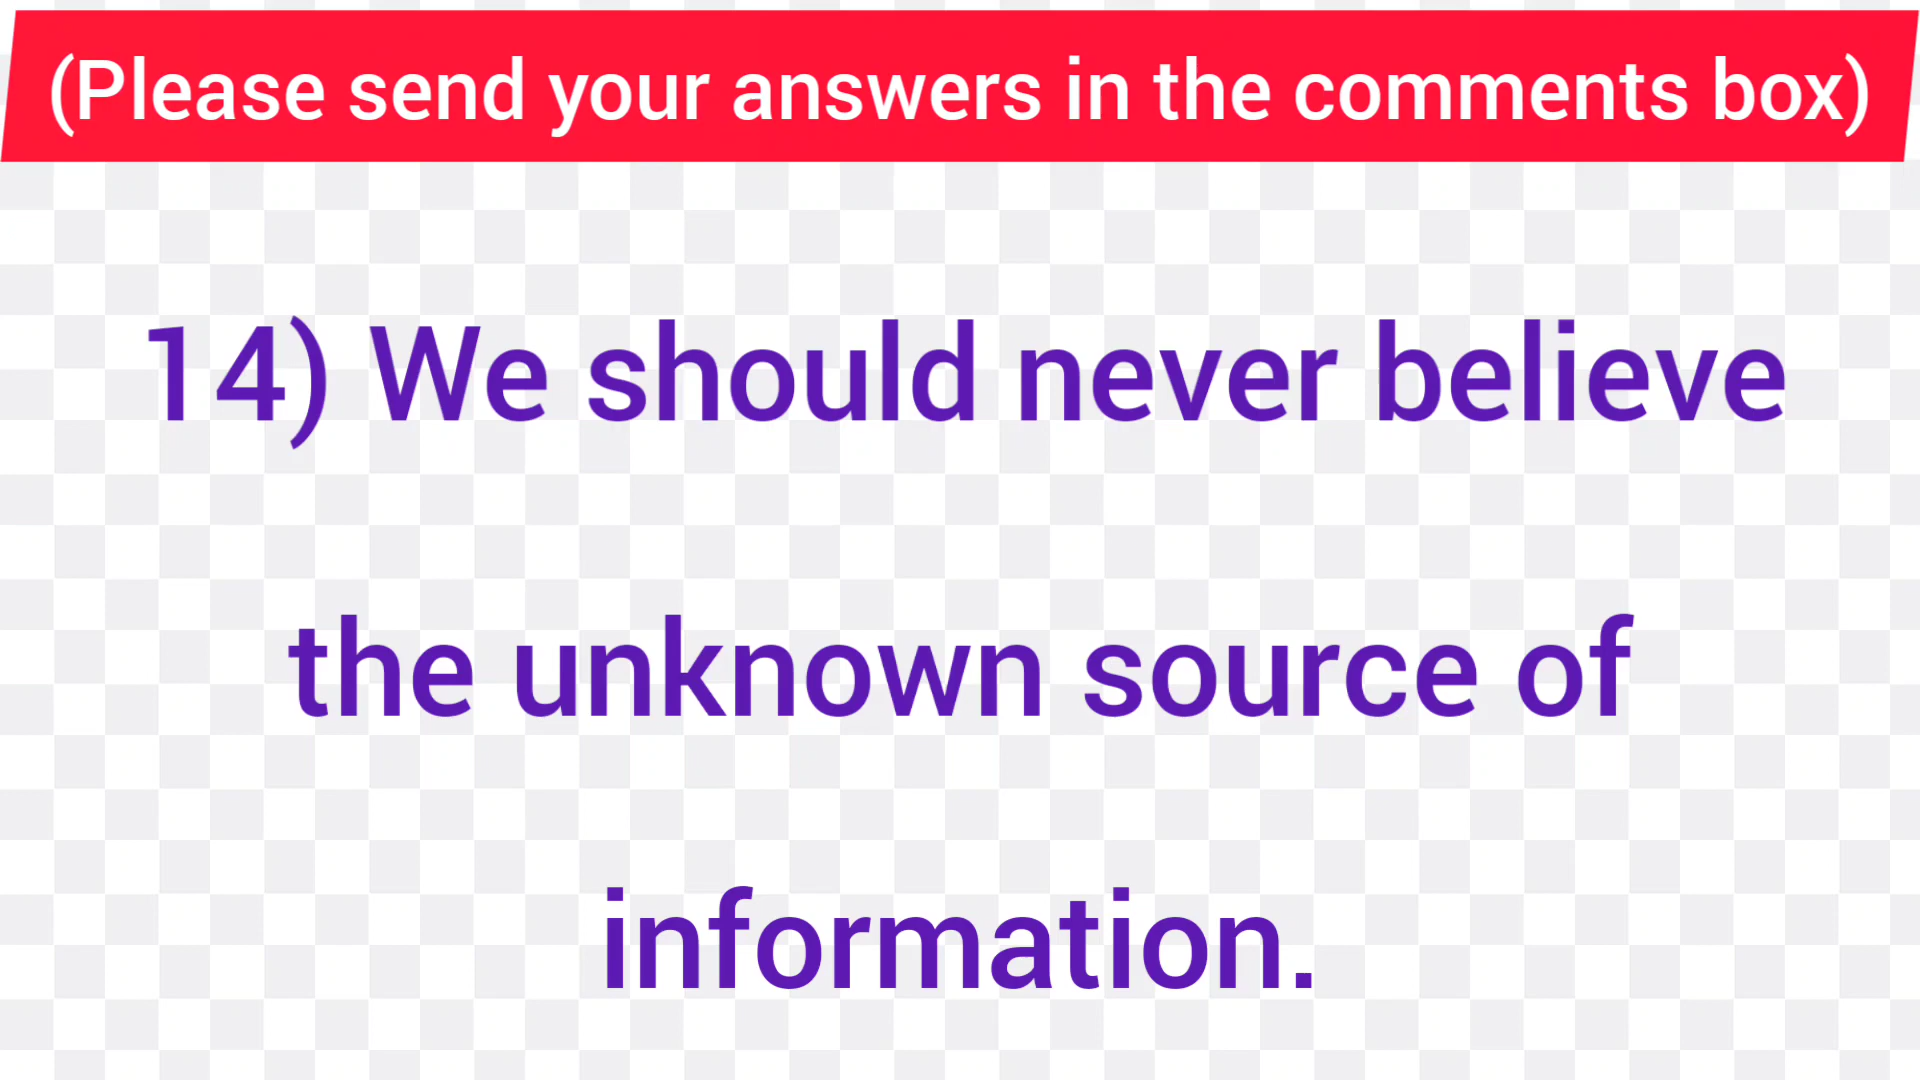 (Please send your answers in the comments box)
14) We should never believe
the unknown source of
information.